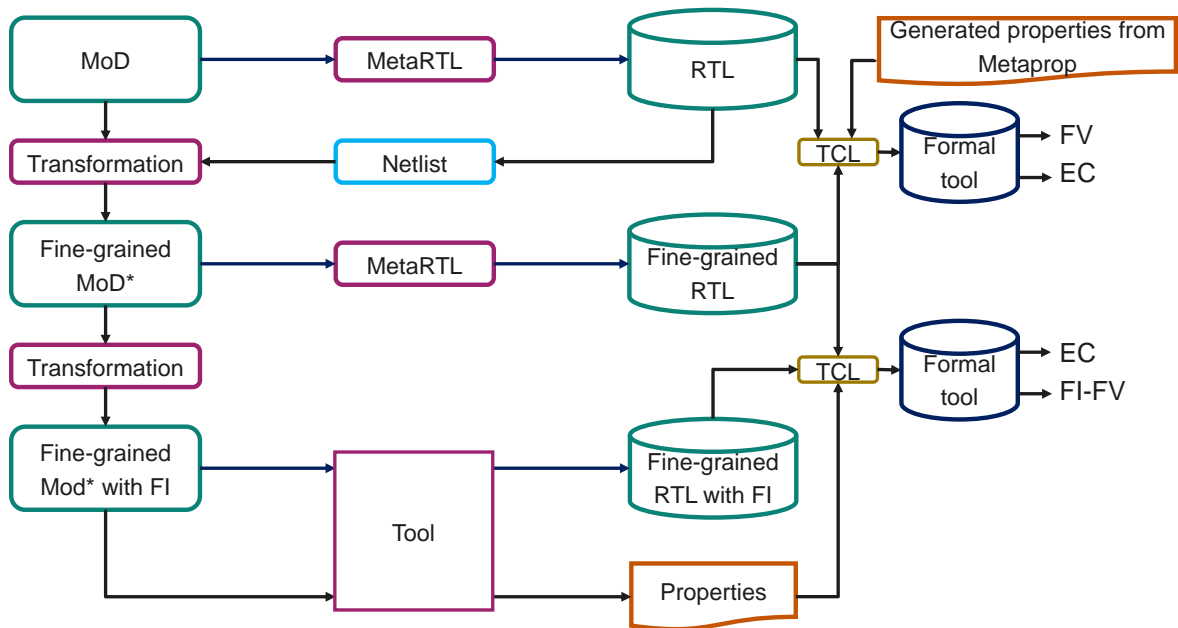 MoD
MetaRTL
RTL
Generated properties from
Metaprop
Transformation
Netlist
TCL
Formal
tool
FV
EC
Fine-grained
MoD*
MetaRTL
Fine-grained
RTL
Transformation
TCL
Formal
tool
EC
FI-FV
Fine-grained
Mod* with FI
Tool
Fine-grained
RTL with FI
Properties